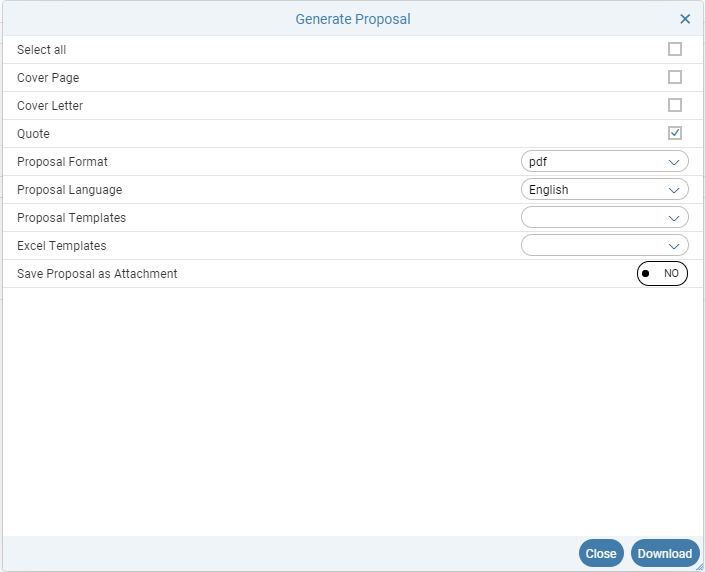 Generate Proposal
Select all
Cover Page
Cover Letter
Quote
Proposal Format pdf
Proposal Language English
Proposal Templates
Excel Templates
Save Proposal as Attachment NO
Close Download